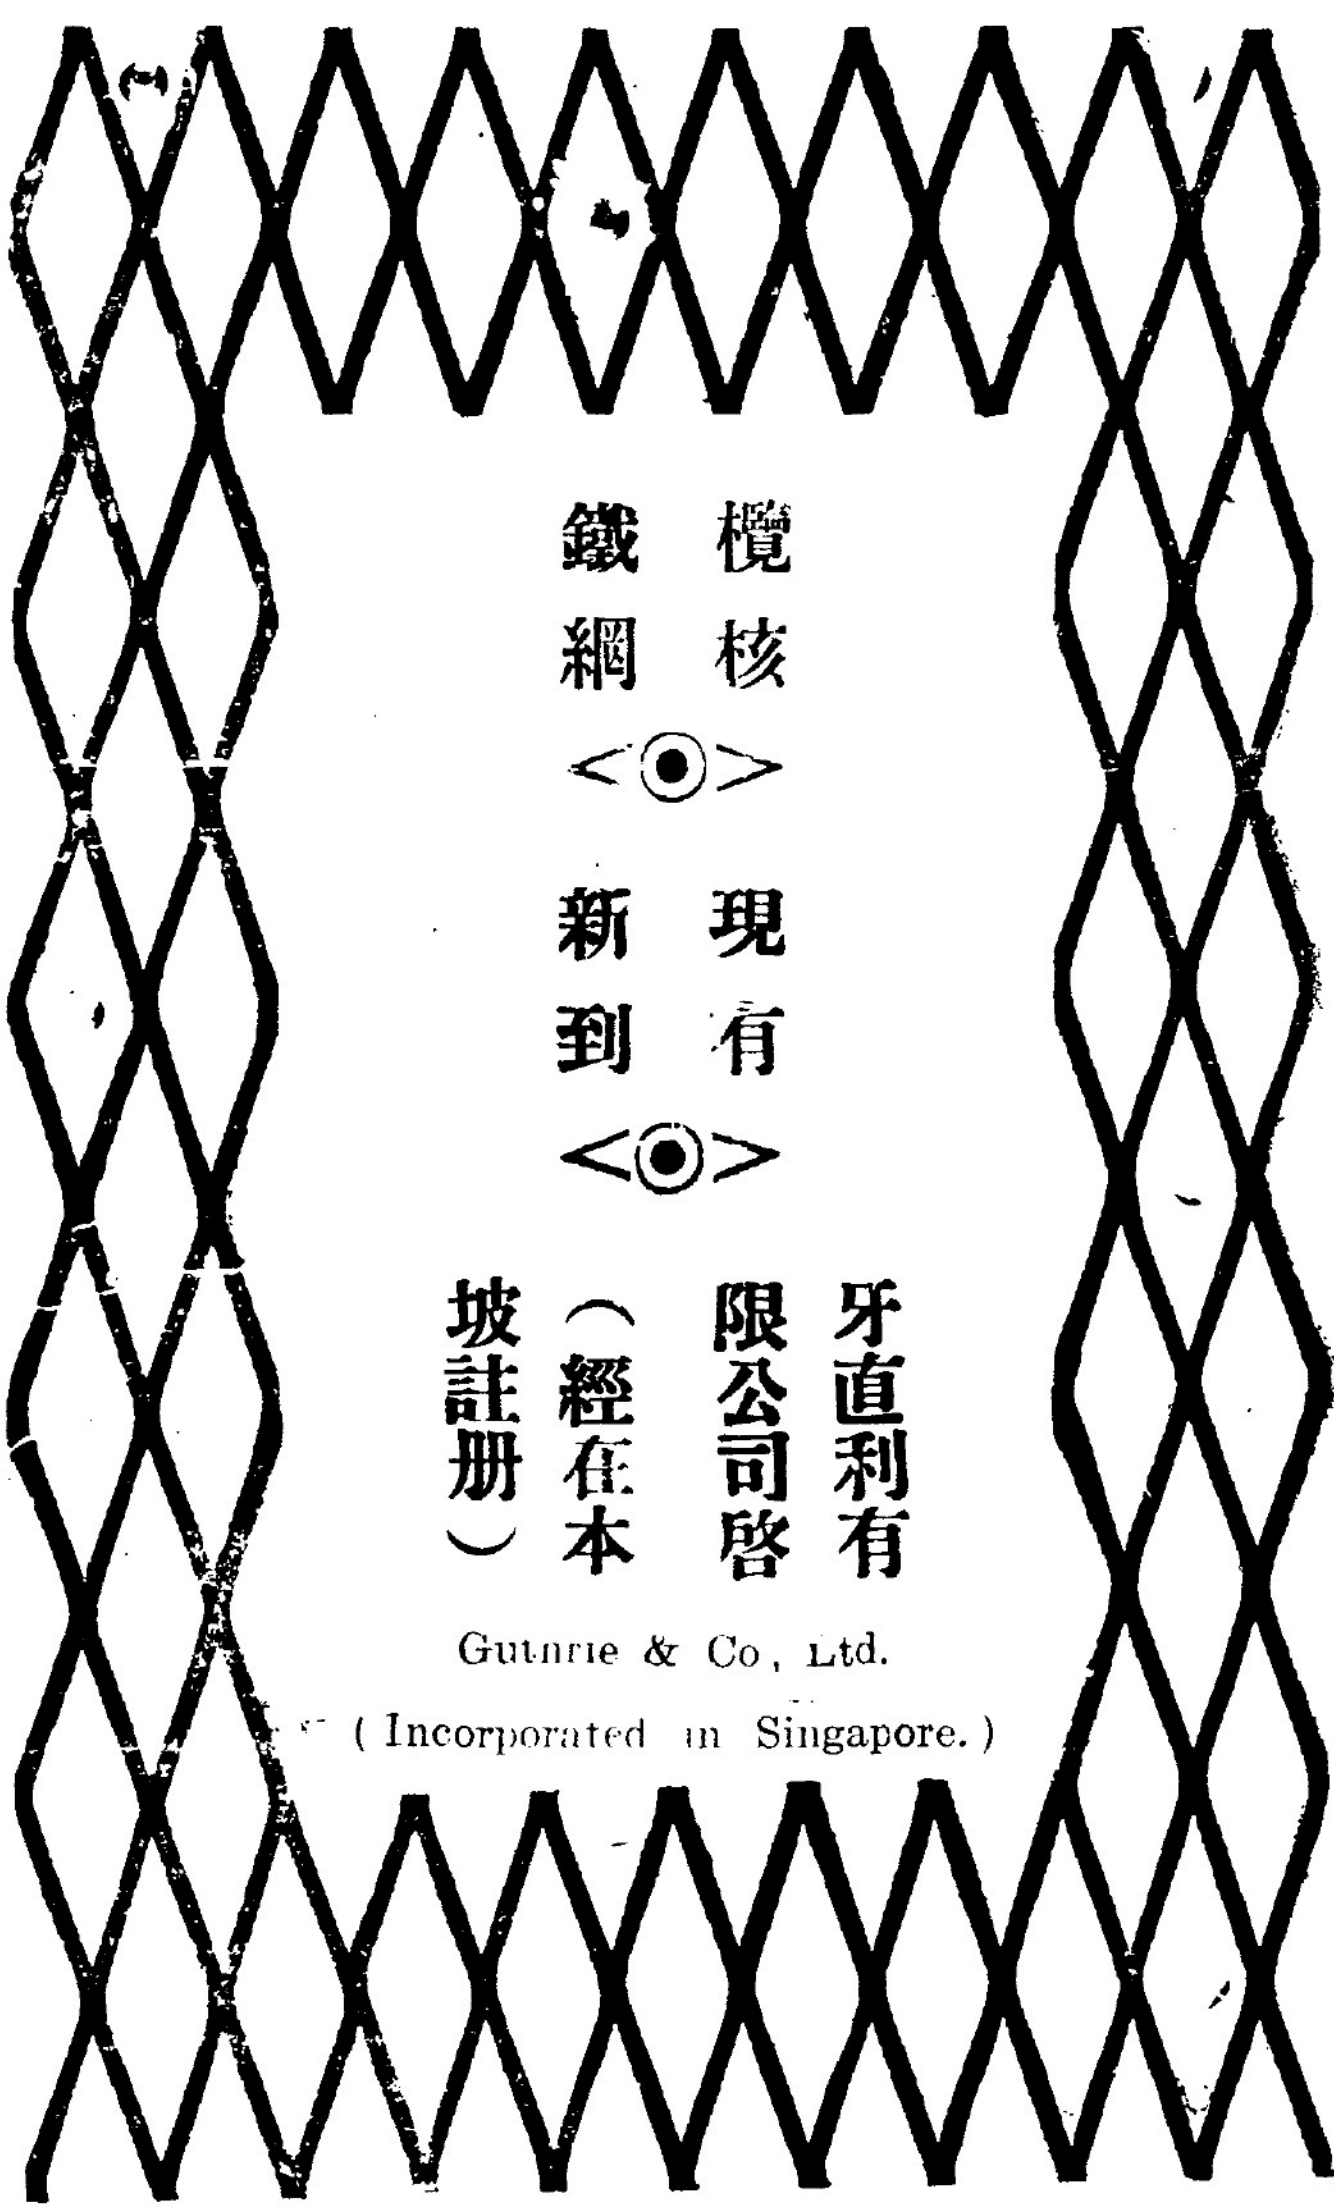 欖核
鐵網
現有
新到
牙直利有
限公司啓
（經在本
坡註册）
Guthrie & Co, Ltd.
( Incorporated in Singapore. )